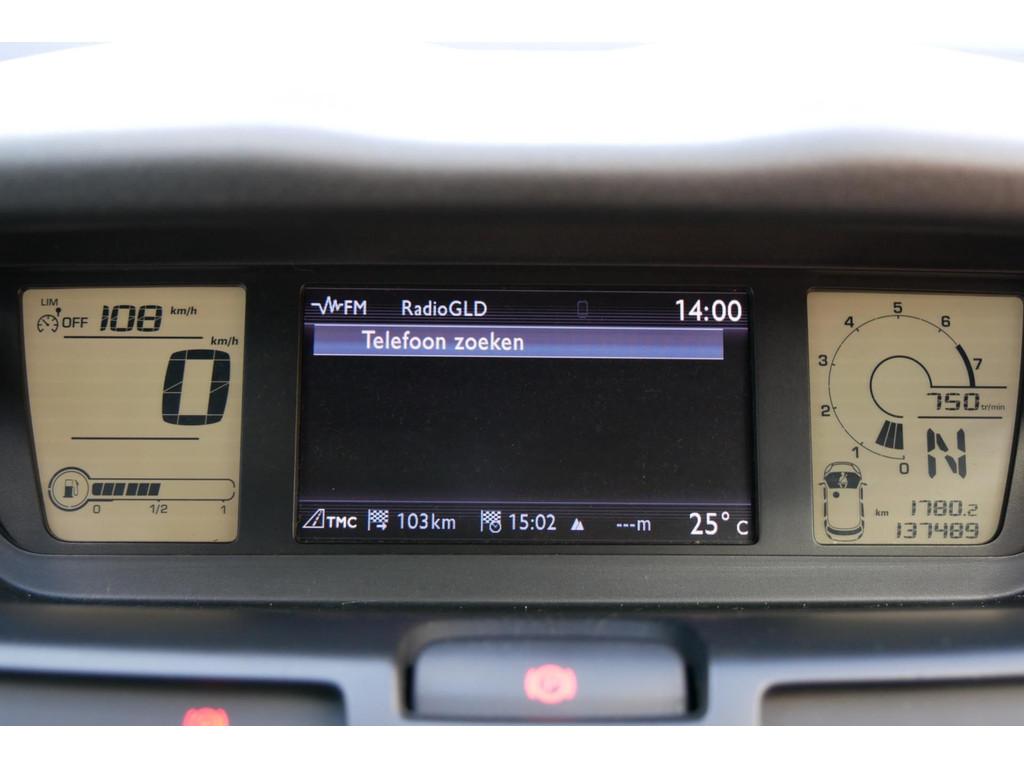 LIM
OFF 108 km/h
km/h
0
0 1/2 1
FM RadioGLD 14:00
Telefoon zoeken
TMC 103km 15:02 ---m 25° C
5
4 6
3 7
750 tr/min
2
N
1 0
km 1780.2
137489